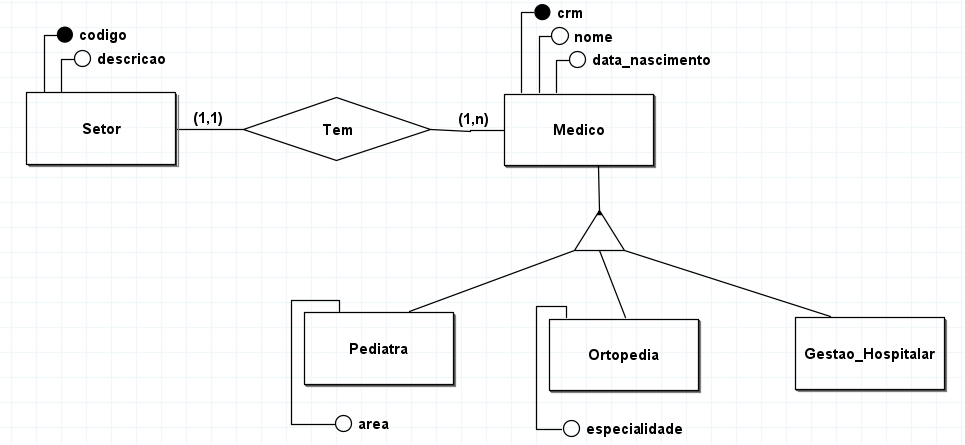 crm
codigo
nome
descricao
data_nascimento
Setor
(1,1)
Tem
(1,n)
Medico
Pediatra
Ortopedia
Gestao_Hospitalar
area
especialidade